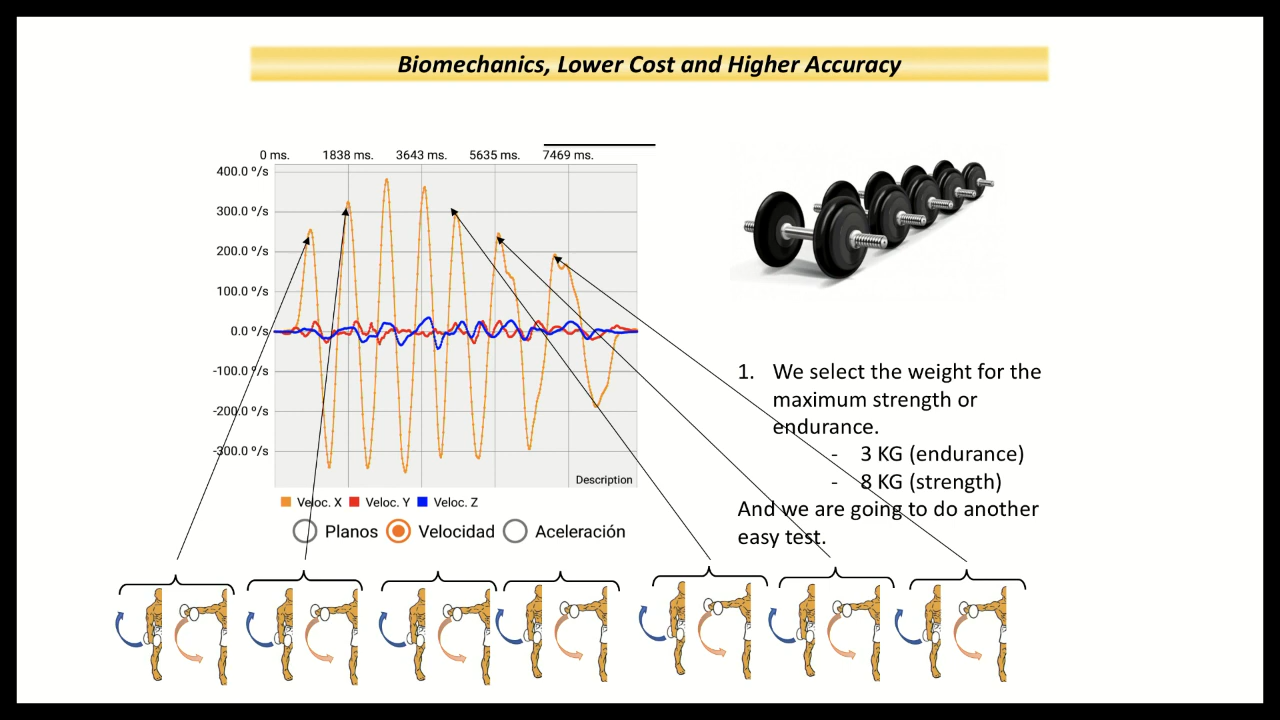 Biomechanics, Lower Cost and Higher Accuracy
0 ms. 1838 ms. 3643 ms. 5635 ms. 7469 ms.
400.0 º/s
300.0 º/s
200.0 º/s
100.0 º/s
0.0 º/s
-100.0 º/s
-200.0 º/s
-300.0 º/s
Description
Veloc. X Veloc. Y Veloc. Z
Planos Velocidad Aceleración
1. We select the weight for the
maximum strength or
endurance.
- 3 KG (endurance)
- 8 KG (strength)
And we are going to do another
easy test.